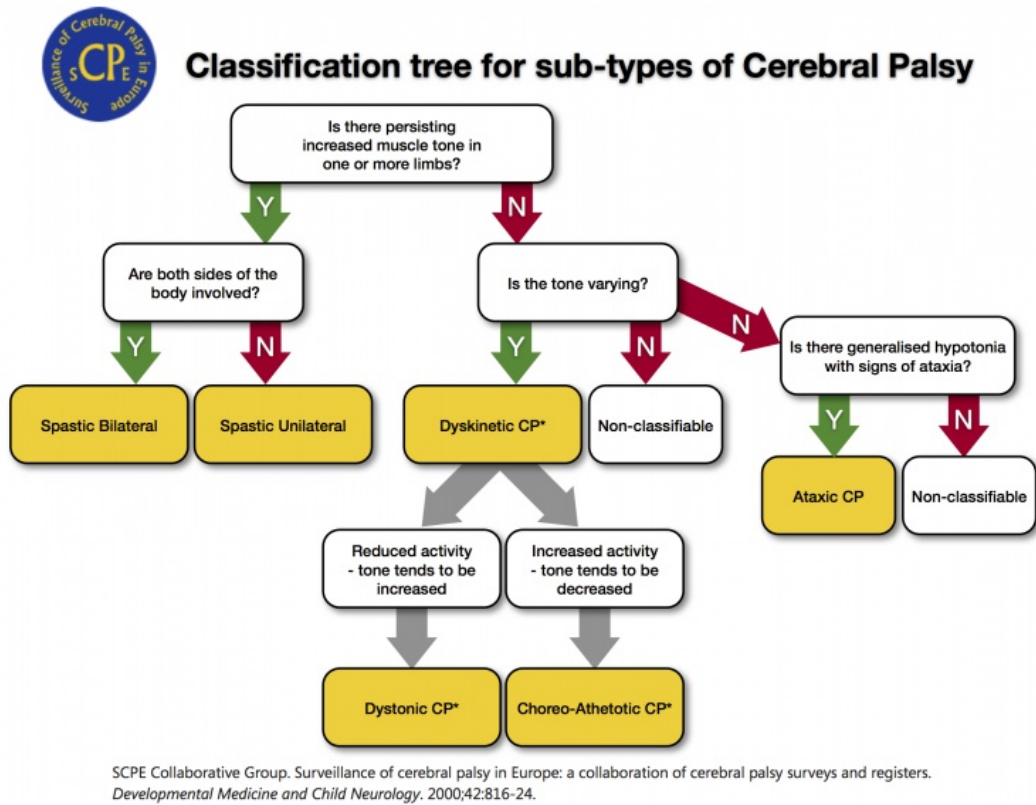 Surveillance of Cerebral Palsy in Europe
SCPE
Classification tree for sub-types of Cerebral Palsy
Is there persisting
increased muscle tone in
one or more limbs?
Y
N
Are both sides of the
body involved?
Is the tone varying?
N
Y
N
Y
N
Is there generalised hypotonia
with signs of ataxia?
Spastic Bilateral
Spastic Unilateral
Dyskinetic CP*
Non-classifiable
Y
N
Ataxic CP
Non-classifiable
Reduced activity
- tone tends to be
increased
Increased activity
- tone tends to be
decreased
Dystonic CP*
Choreo-Athetotic CP*
SCPE Collaborative Group. Surveillance of cerebral palsy in Europe: a collaboration of cerebral palsy surveys and registers.
Developmental Medicine and Child Neurology. 2000;42:816-24.